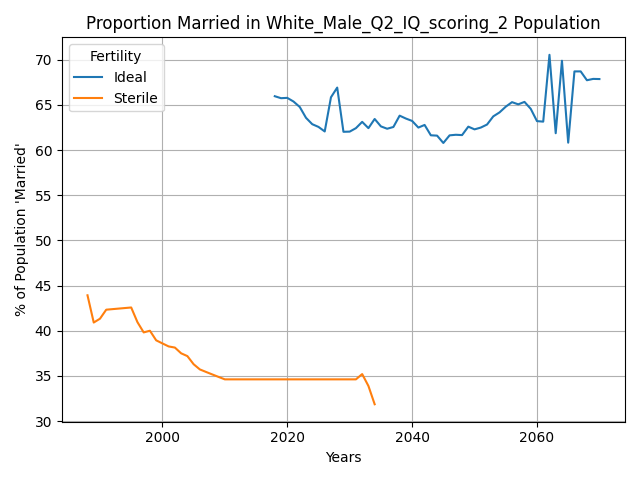 Proportion Married in White_Male_Q2_IQ_scoring_2 Population
Fertility
Ideal
Sterile
% of Population 'Married'
70
65
60
55
50
45
40
35
30
2000
2020
2040
2060
Years